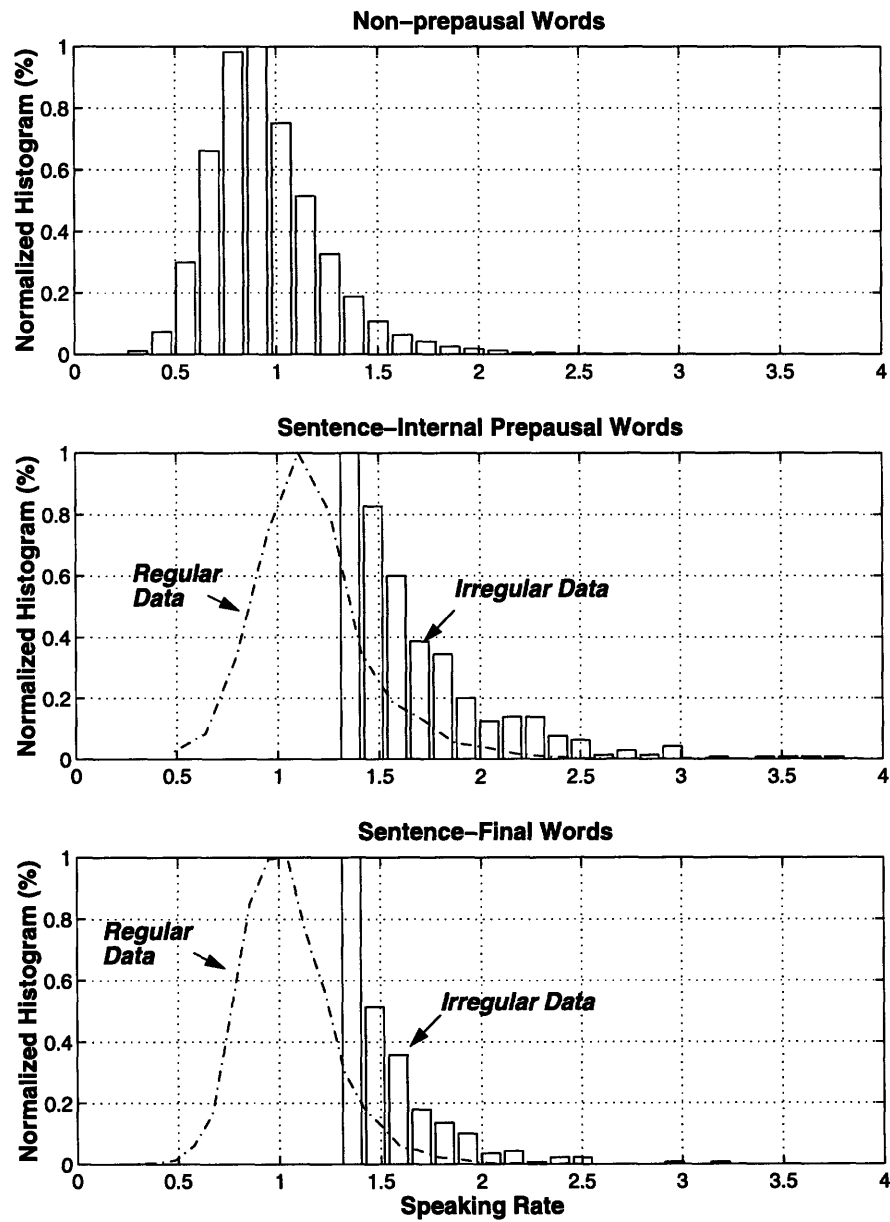 Non-prepausal Words
Normalized Histogram (%)
1
0.8
0.6
0.4
0.2
0
0 0.5 1 1.5 2 2.5 3 3.5 4
Sentence-Internal Prepausal Words
Normalized Histogram (%)
1
0.8
0.6
0.4
0.2
0
Regular
Data
Irregular Data
0 0.5 1 1.5 2 2.5 3 3.5 4
Sentence-Final Words
Normalized Histogram (%)
1
0.8
0.6
0.4
0.2
0
Regular
Data
Irregular Data
0 0.5 1 1.5 2 2.5 3 3.5 4
Speaking Rate